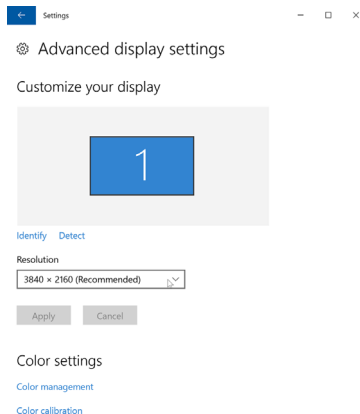 Settings
Advanced display settings
Customize your display
1
Identify Detect
Resolution
3840 × 2160 (Recommended)
Apply Cancel
Color settings
Color management
Color calibration